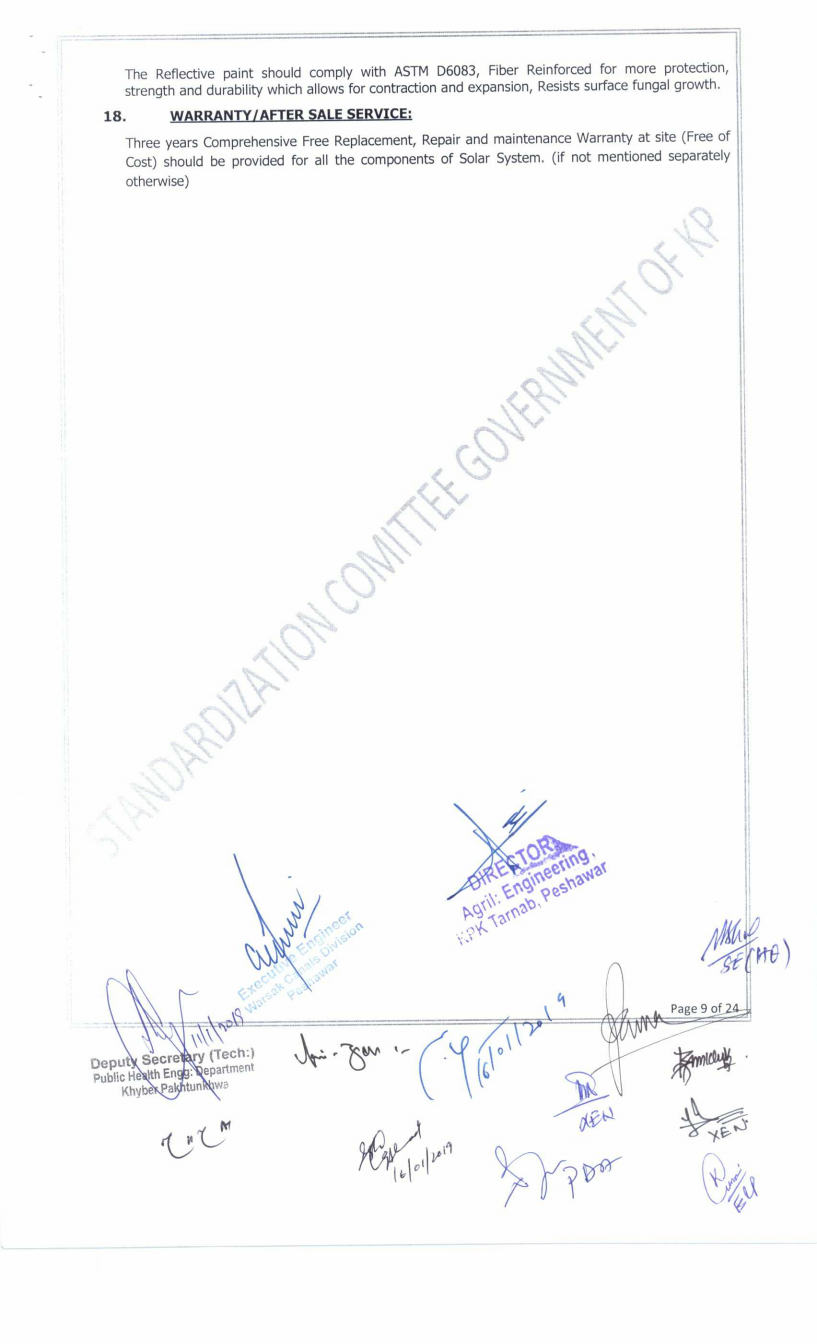 The Reflective paint should comply with ASTM D6083, Fiber Reinforced for more protection,
strength and durability which allows for contraction and expansion, Resists surface fungal growth.
18. WARRANTY/AFTER SALE SERVICE:
Three years Comprehensive Free Replacement, Repair and maintenance Warranty at site (Free of
Cost) should be provided for all the components of Solar System. (if not mentioned separately
otherwise)
STANDARDIZATION COMITTEE GOVERNMENT OF KP
DIRECTOR
Agril: Engineering,
KPK Tarnab, Peshawar
Executive Engineer
Warsak Canals Division
Peshawar
SE(HQ)
Page 9 of 24
Deputy Secretary (Tech:)
Public Health Engg: Department
Khyber Pakhtunkhwa
16/01/2019
XEN
XEN
16/01/2019
PDA